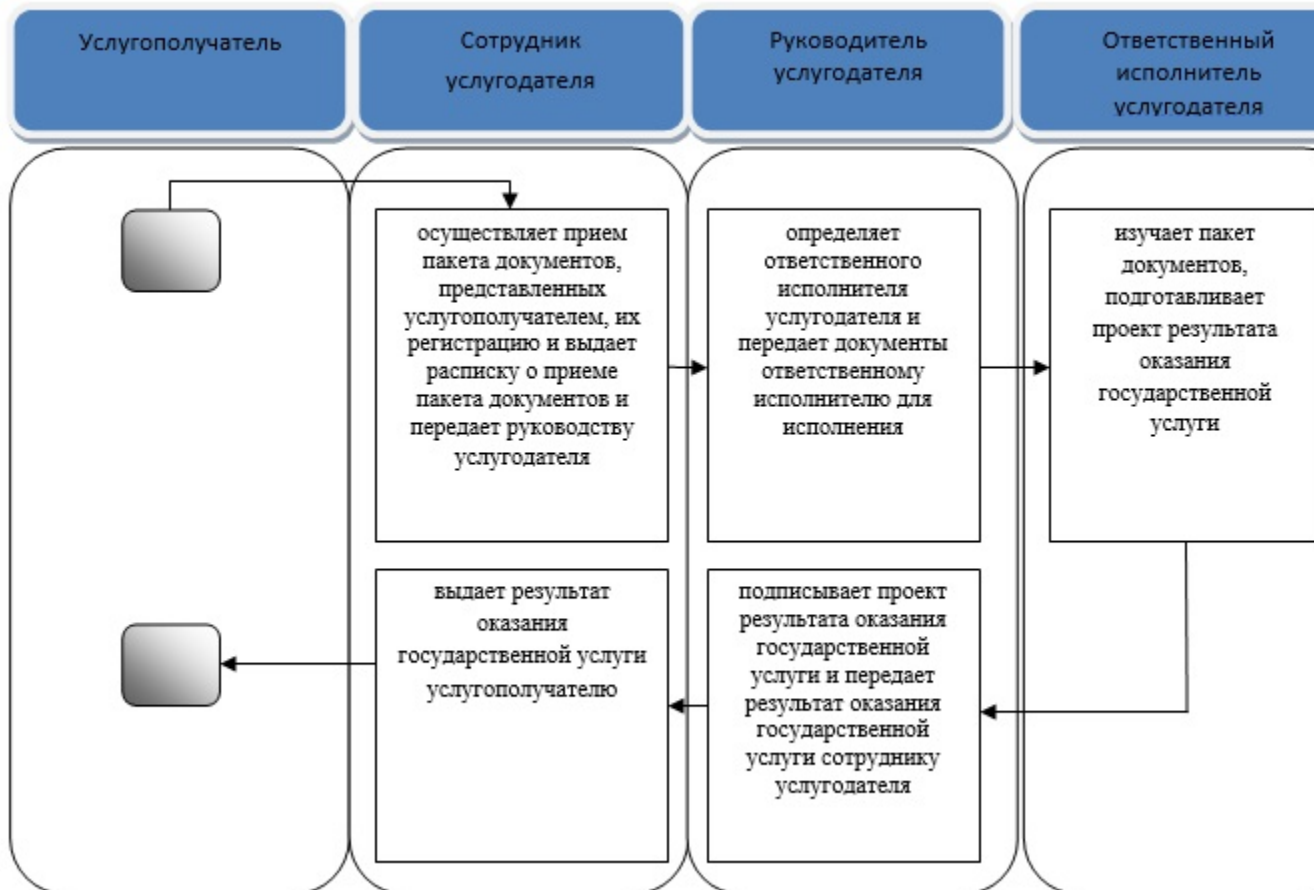 Услугополучатель
Сотрудник
услугодателя
Руководитель
услугодателя
Ответственный
исполнитель
услугодателя
осуществляет прием
пакета документов,
представленных
услугополучателем, их
регистрацию и выдает
расписку о приеме
пакета документов и
передает руководству
услугодателя
определяет
ответственного
исполнителя
услугодателя и
передает документы
ответственному
исполнителю для
исполнения
изучает пакет
документов,
подготавливает
проект результата
оказания
государственной
услуги
выдает результат
оказания
государственной услуги
услугополучателю
подписывает проект
результата оказания
государственной
услуги и передает
результат оказания
государственной
услуги сотруднику
услугодателя